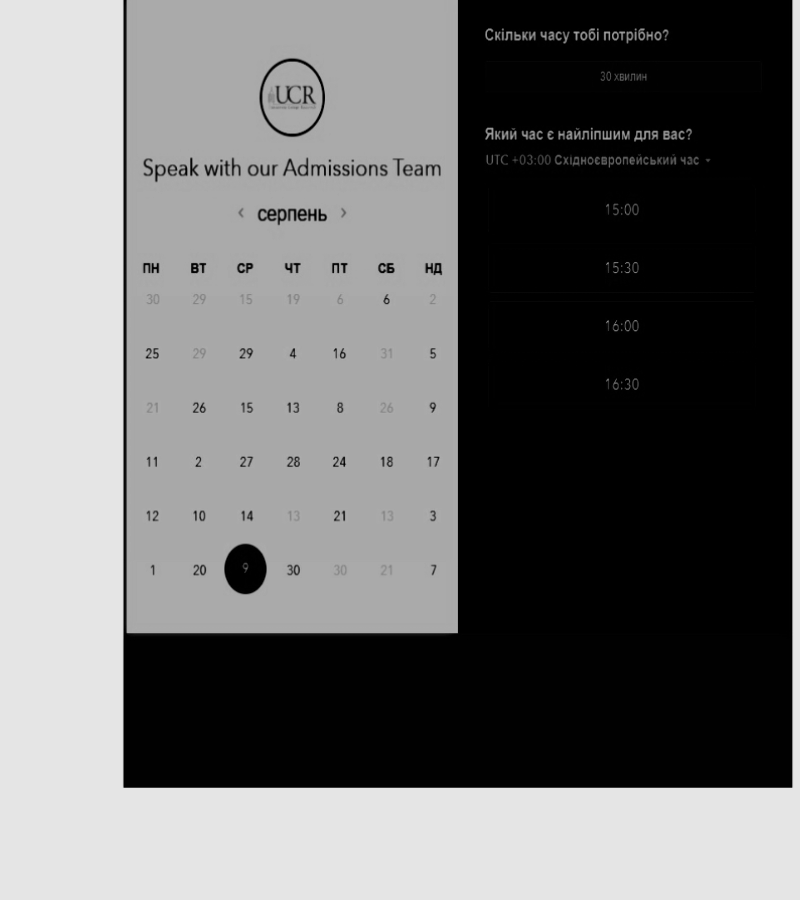 UCR
Speak with our Admissions Team
‹ серпень ›
ПН ВТ СР ЧТ ПТ СБ НД
30 29 15 19 6 6 2
25 29 29 4 16 31 5
21 26 15 13 8 26 9
11 2 27 28 24 18 17
12 10 14 13 21 13 3
1 20 9 30 30 21 7
Скільки часу тобі потрібно?
30 хвилин
Який час є найліпшим для вас?
UTC +03:00 Східноєвропейський час
15:00
15:30
16:00
16:30